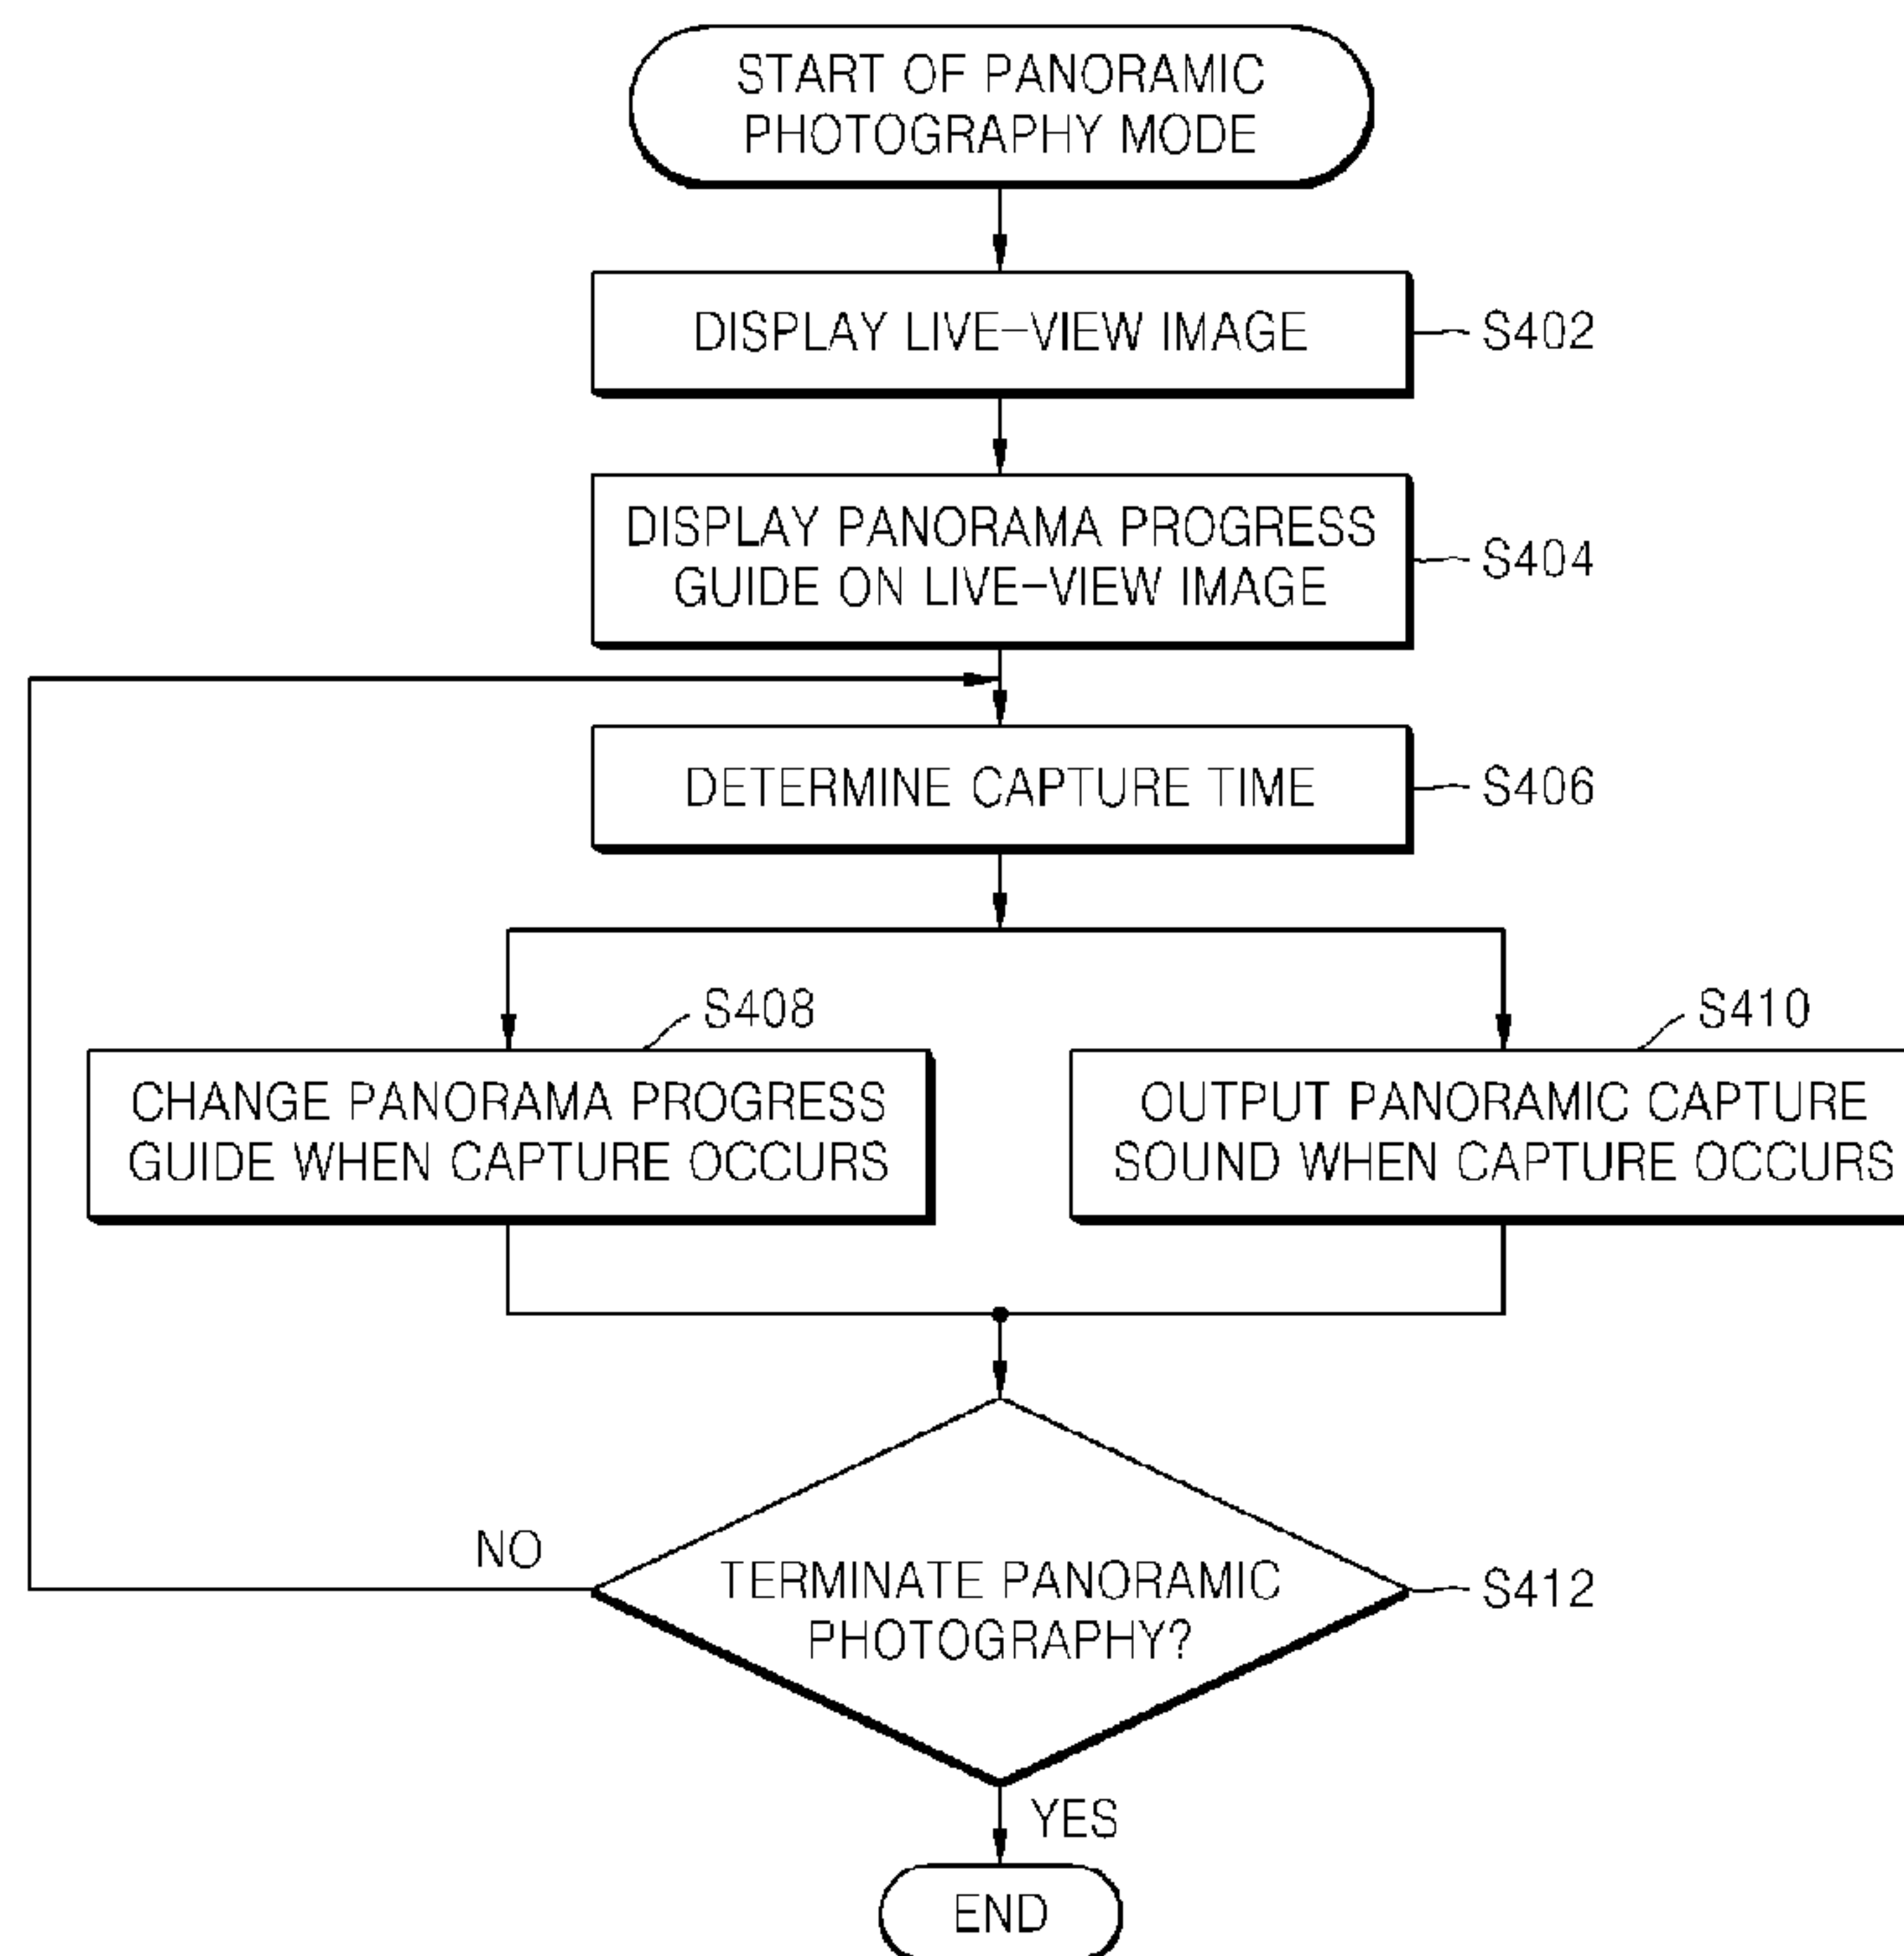 START OF PANORAMIC
PHOTOGRAPHY MODE
DISPLAY LIVE-VIEW IMAGE
S402
DISPLAY PANORAMA PROGRESS
GUIDE ON LIVE-VIEW IMAGE
S404
DETERMINE CAPTURE TIME
S406
S408
CHANGE PANORAMA PROGRESS
GUIDE WHEN CAPTURE OCCURS
S410
OUTPUT PANORAMIC CAPTURE
SOUND WHEN CAPTURE OCCURS
NO
TERMINATE PANORAMIC
PHOTOGRAPHY?
S412
YES
END